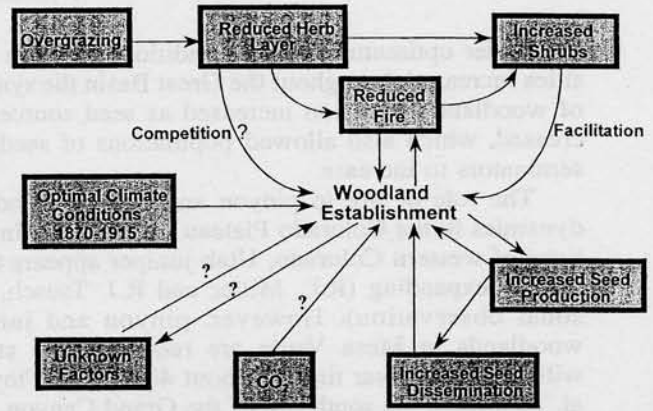 Overgrazing
Reduced Herb
Layer
Increased
Shrubs
Reduced
Fire
Competition ?
Facilitation
Optimal Climate
Conditions
1870-1915
Woodland
Establishment
?
?
?
Increased Seed
Production
Unknown
Factors
CO2
Increased Seed
Dissemination